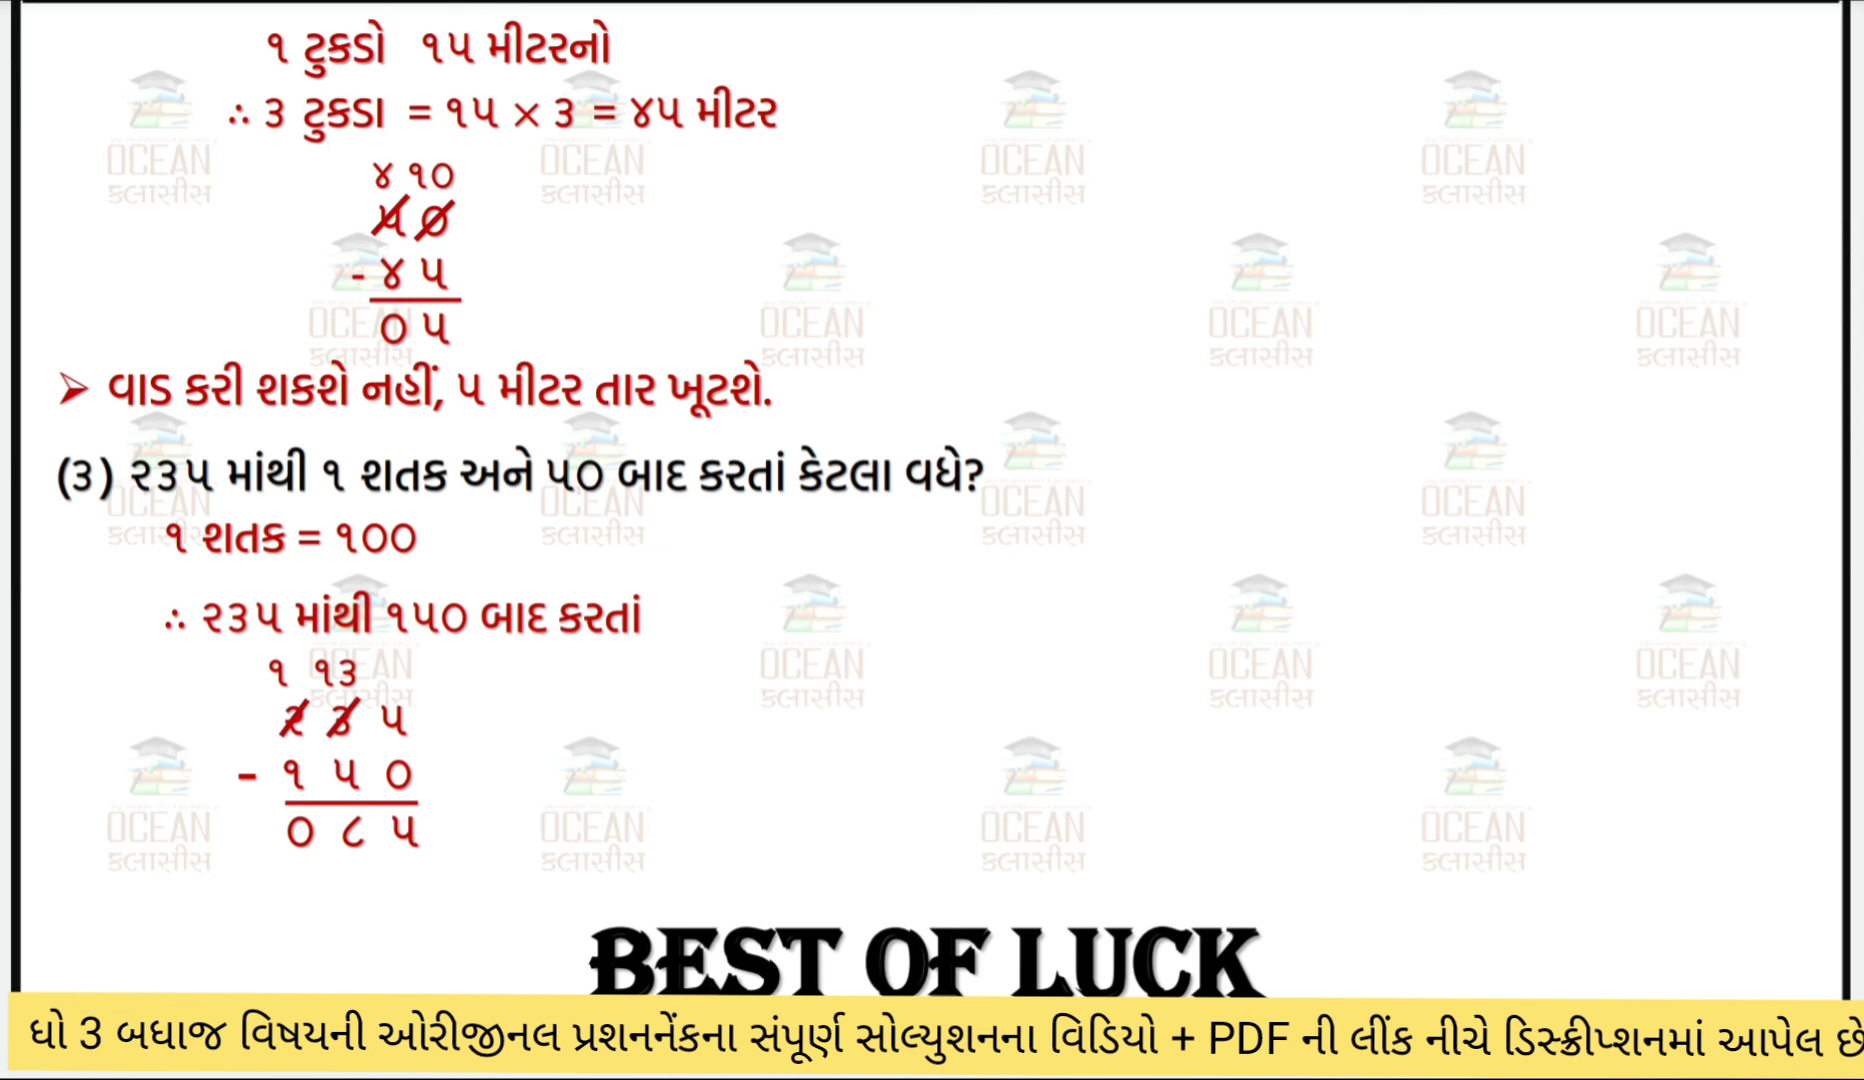 ૧ ટુકડો ૧૫ મીટરનો
∴ ૩ ટુકડા = ૧૫ × ૩ = ૪૫ મીટર
૪ ૧૦
૫ ૦
- ૪ ૫
૦ ૫
➢ વાડ કરી શકશે નહીં, ૫ મીટર તાર ખૂટશે.
(૩) ૨૩૫ માંથી ૧ શતક અને ૫૦ બાદ કરતાં કેટલા વધે?
૧ શતક = ૧૦૦
∴ ૨૩૫ માંથી ૧૫૦ બાદ કરતાં
૧ ૧૩
૨ ૩ ૫
- ૧ ૫ ૦
૦ ૮ ૫
BEST OF LUCK
ધો 3 બધાજ વિષયની ઓરીજીનલ પ્રશનનેંકના સંપૂર્ણ સોલ્યુશનના વિડિયો + PDF ની લીંક નીચે ડિસ્ક્રીપ્શનમાં આપેલ છે
OCEAN
ક્લાસીસ